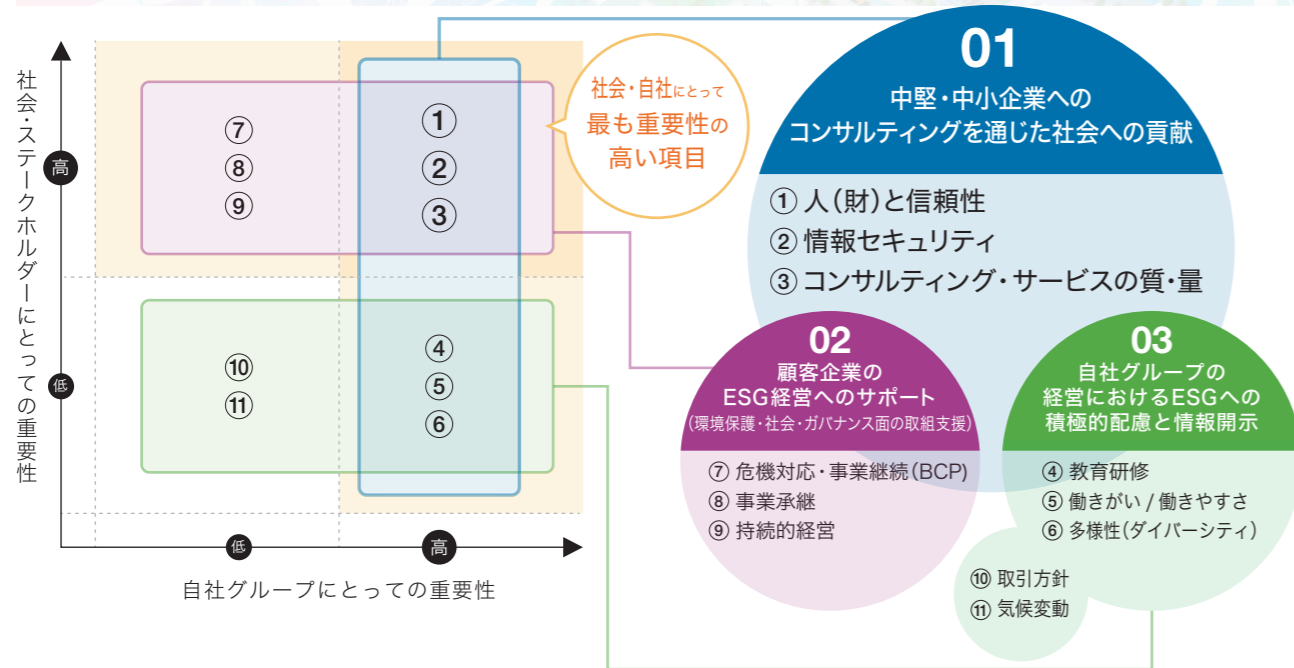 社会・ステークホルダーにとっての重要性
高
低
⑦
⑧
⑨
①
②
③
⑩
⑪
④
⑤
⑥
低
高
自社グループにとっての重要性
社会・自社にとって
最も重要性の
高い項目
01
中堅・中小企業への
コンサルティングを通じた社会への貢献
① 人(財)と信頼性
② 情報セキュリティ
③ コンサルティング・サービスの質・量
02
顧客企業の
ESG経営へのサポート
(環境保護・社会・ガバナンス面の取組支援)
⑦ 危機対応・事業継続(BCP)
⑧ 事業承継
⑨ 持続的経営
03
自社グループの
経営におけるESGへの
積極的配慮と情報開示
④ 教育研修
⑤ 働きがい / 働きやすさ
⑥ 多様性(ダイバーシティ)
⑩ 取引方針
⑪ 気候変動